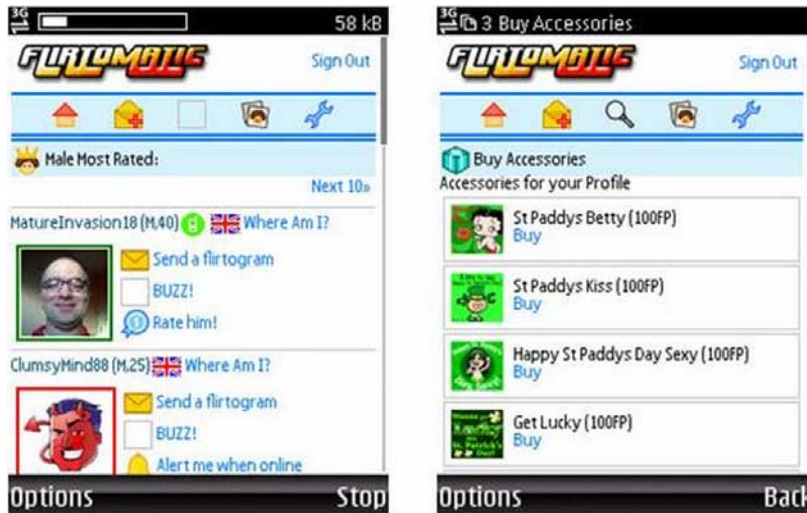 3G 58 kB
FLIRTOMATIC Sign Out
Male Most Rated:
Next 10»
MatureInvasion18 (M,40) Where Am I?
Send a flirtogram
BUZZ!
Rate him!
ClumsyMind88 (M,25) Where Am I?
Send a flirtogram
BUZZ!
Alert me when online
Options Stop
3G 3 Buy Accessories
FLIRTOMATIC Sign Out
Buy Accessories
Accessories for your Profile
St Paddys Betty (100FP)
Buy
St Paddys Kiss (100FP)
Buy
Happy St Paddys Day Sexy (100FP)
Buy
Get Lucky (100FP)
Buy
Options Back